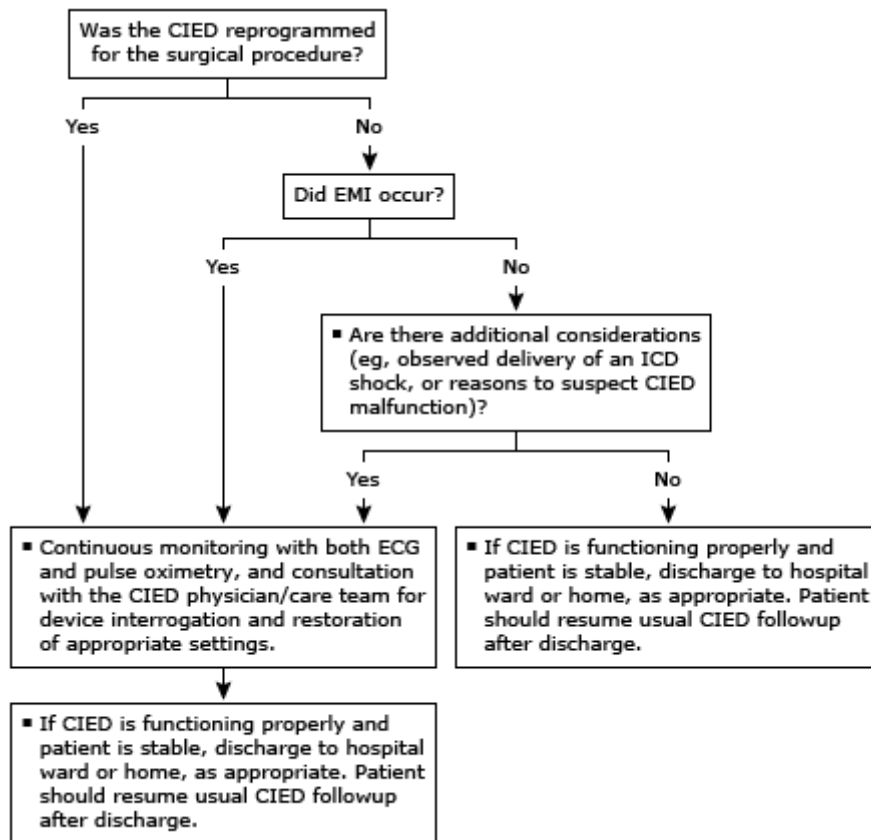 Was the CIED reprogrammed
for the surgical procedure?
Yes
No
Did EMI occur?
Yes
No
▪ Are there additional considerations
(eg, observed delivery of an ICD
shock, or reasons to suspect CIED
malfunction)?
Yes
No
▪ Continuous monitoring with both ECG
and pulse oximetry, and consultation
with the CIED physician/care team for
device interrogation and restoration
of appropriate settings.
▪ If CIED is functioning properly and
patient is stable, discharge to hospital
ward or home, as appropriate. Patient
should resume usual CIED followup
after discharge.
▪ If CIED is functioning properly and
patient is stable, discharge to hospital
ward or home, as appropriate. Patient
should resume usual CIED followup
after discharge.